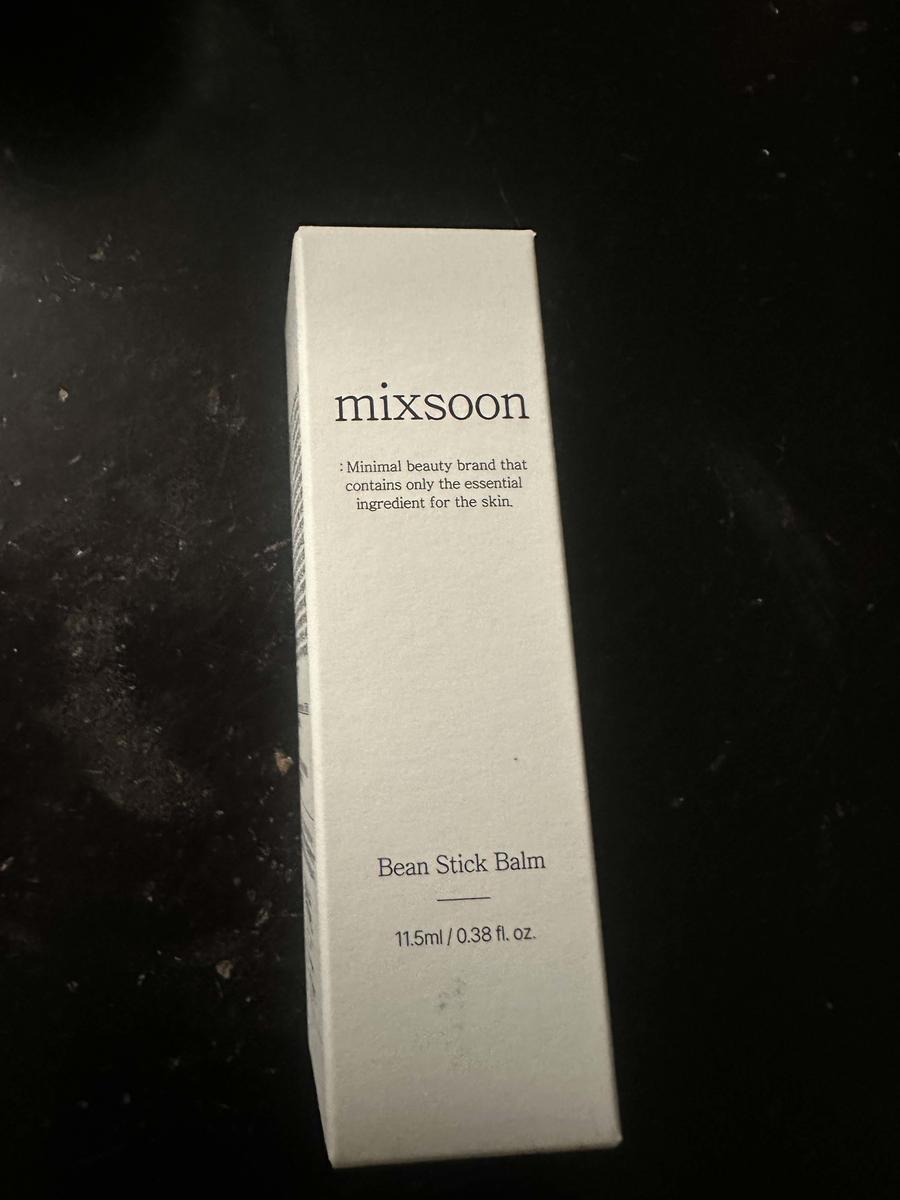 mixsoon
: Minimal beauty brand that
contains only the essential
ingredient for the skin.
Bean Stick Balm
11.5ml / 0.38 fl. oz.